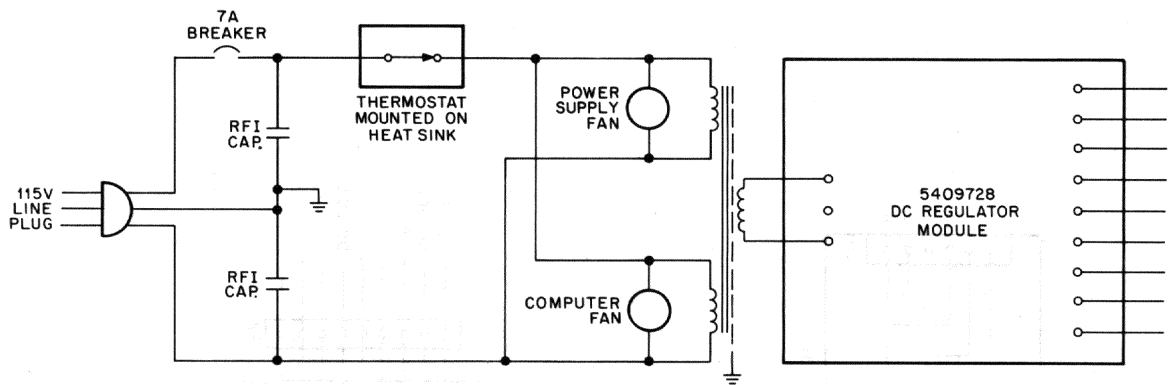 7A
BREAKER
RFI
CAP.
THERMOSTAT
MOUNTED ON
HEAT SINK
POWER
SUPPLY
FAN
115V
LINE
PLUG
5409728
DC REGULATOR
MODULE
RFI
CAP.
COMPUTER
FAN